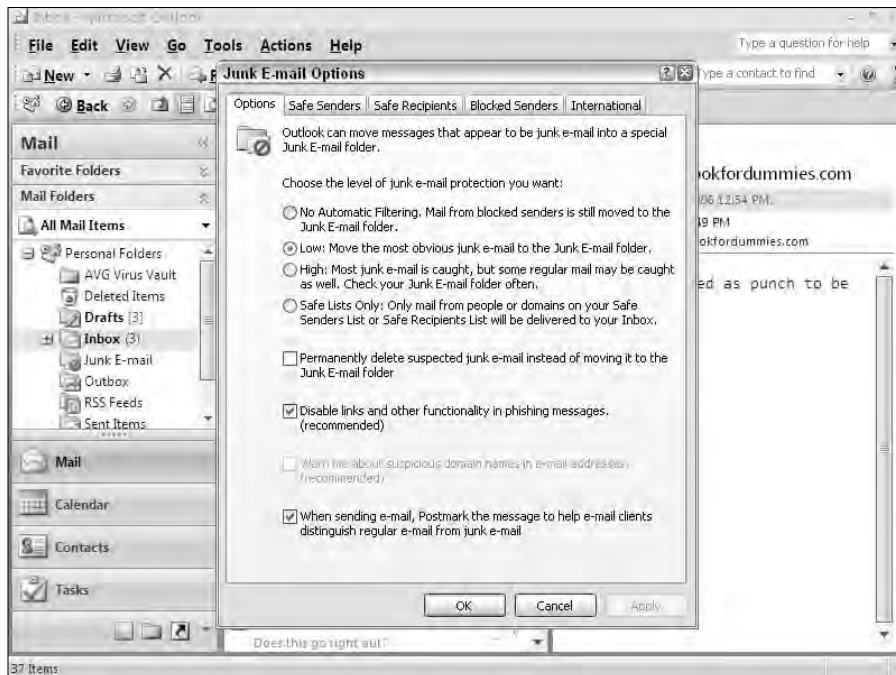 Inbox - Microsoft Outlook
File Edit View Go Tools Actions Help
Type a question for help
New
Type a contact to find
Back
Junk E-mail Options
Options Safe Senders Safe Recipients Blocked Senders International
Outlook can move messages that appear to be junk e-mail into a special
Junk E-mail folder.
Choose the level of junk e-mail protection you want:
No Automatic Filtering. Mail from blocked senders is still moved to the
Junk E-mail folder.
Low: Move the most obvious junk e-mail to the Junk E-mail folder.
High: Most junk e-mail is caught, but some regular mail may be caught
as well. Check your Junk E-mail folder often.
Safe Lists Only: Only mail from people or domains on your Safe
Senders List or Safe Recipients List will be delivered to your Inbox.
Permanently delete suspected junk e-mail instead of moving it to the
Junk E-mail folder
Disable links and other functionality in phishing messages.
(recommended)
Warn me about suspicious domain names in e-mail addresses.
(recommended)
When sending e-mail, Postmark the message to help e-mail clients
distinguish regular e-mail from junk e-mail
OK Cancel Apply
Mail
Favorite Folders
Mail Folders
All Mail Items
Personal Folders
AVG Virus Vault
Deleted Items
Drafts [3]
Inbox (3)
Junk E-mail
Outbox
RSS Feeds
Sent Items
Mail
Calendar
Contacts
Tasks
okfordummies.com
06 12:54 PM.
49 PM
okfordummies.com
ed as punch to be
Does this go right out?
37 Items